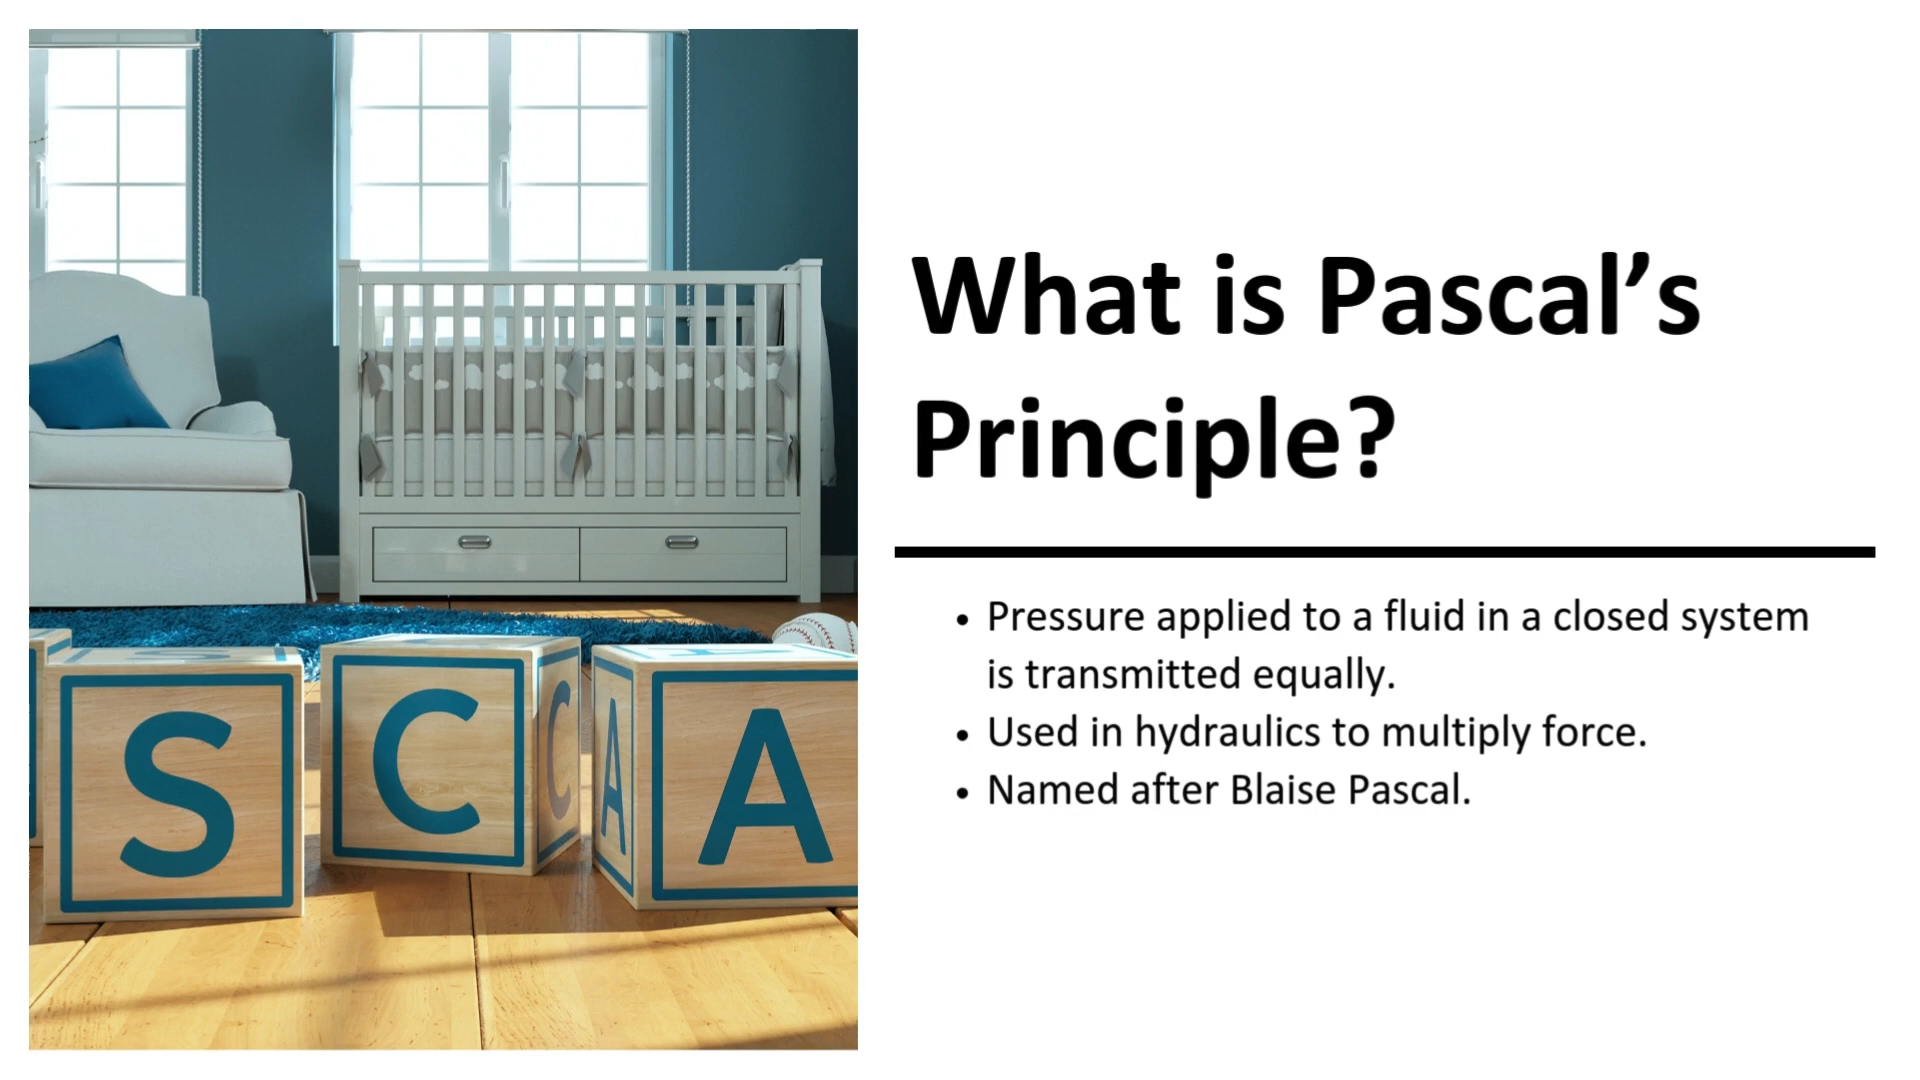 What is Pascal’s
Principle?
• Pressure applied to a fluid in a closed system
is transmitted equally.
• Used in hydraulics to multiply force.
• Named after Blaise Pascal.
S C C A A